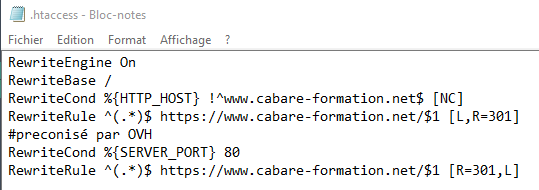 .htaccess - Bloc-notes
Fichier Edition Format Affichage ?
RewriteEngine On
RewriteBase /
RewriteCond %{HTTP_HOST} !^www.cabare-formation.net$ [NC]
RewriteRule ^(.*)$ https://www.cabare-formation.net/$1 [L,R=301]
#preconisé par OVH
RewriteCond %{SERVER_PORT} 80
RewriteRule ^(.*)$ https://www.cabare-formation.net/$1 [R=301,L]